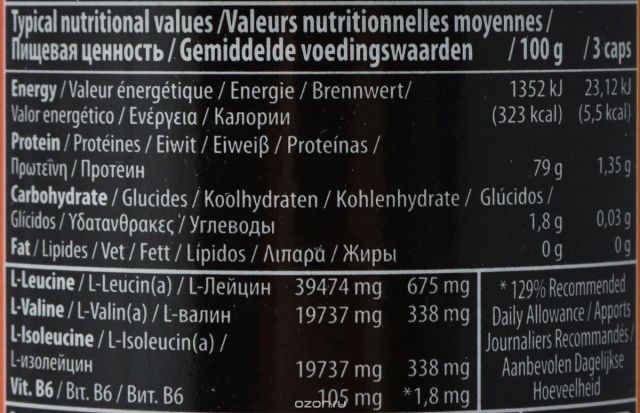 Typical nutritional values /Valeurs nutritionnelles moyennes/
Пищевая ценность / Gemiddelde voedingswaarden / 100 g / 3 caps
Energy / Valeur énergétique / Energie / Brennwert/ 1352 kJ 23,12 kJ
Valor energético / Ενέργεια / Калории (323 kcal) (5,5 kcal)
Protein / Protéines / Eiwit / Eiweiß / Proteínas /
Πρωτεΐνη / Протеин 79 g 1,35 g
Carbohydrate / Glucides / Koolhydraten / Kohlenhydrate / Glúcidos /
Glícidos / Υδατανθρακες / Углеводы 1,8 g 0,03 g
Fat / Lipides / Vet / Fett / Lípidos / Λιπαρά / Жиры 0 g 0 g
L-Leucine / L-Leucin(a) / L-Лейцин 39474 mg 675 mg
L-Valine / L-Valin(a) / L-валин 19737 mg 338 mg
L-Isoleucine / L-Isoleucin(a) /
L-изолейцин 19737 mg 338 mg
Vit. B6 / Βιτ. B6 / Вит. B6 105 mg *1,8 mg
* 129% Recommended
Daily Allowance / Apports
Journaliers Recommandés /
Aanbevolen Dagelijkse
Hoeveelheid
ozon.ru